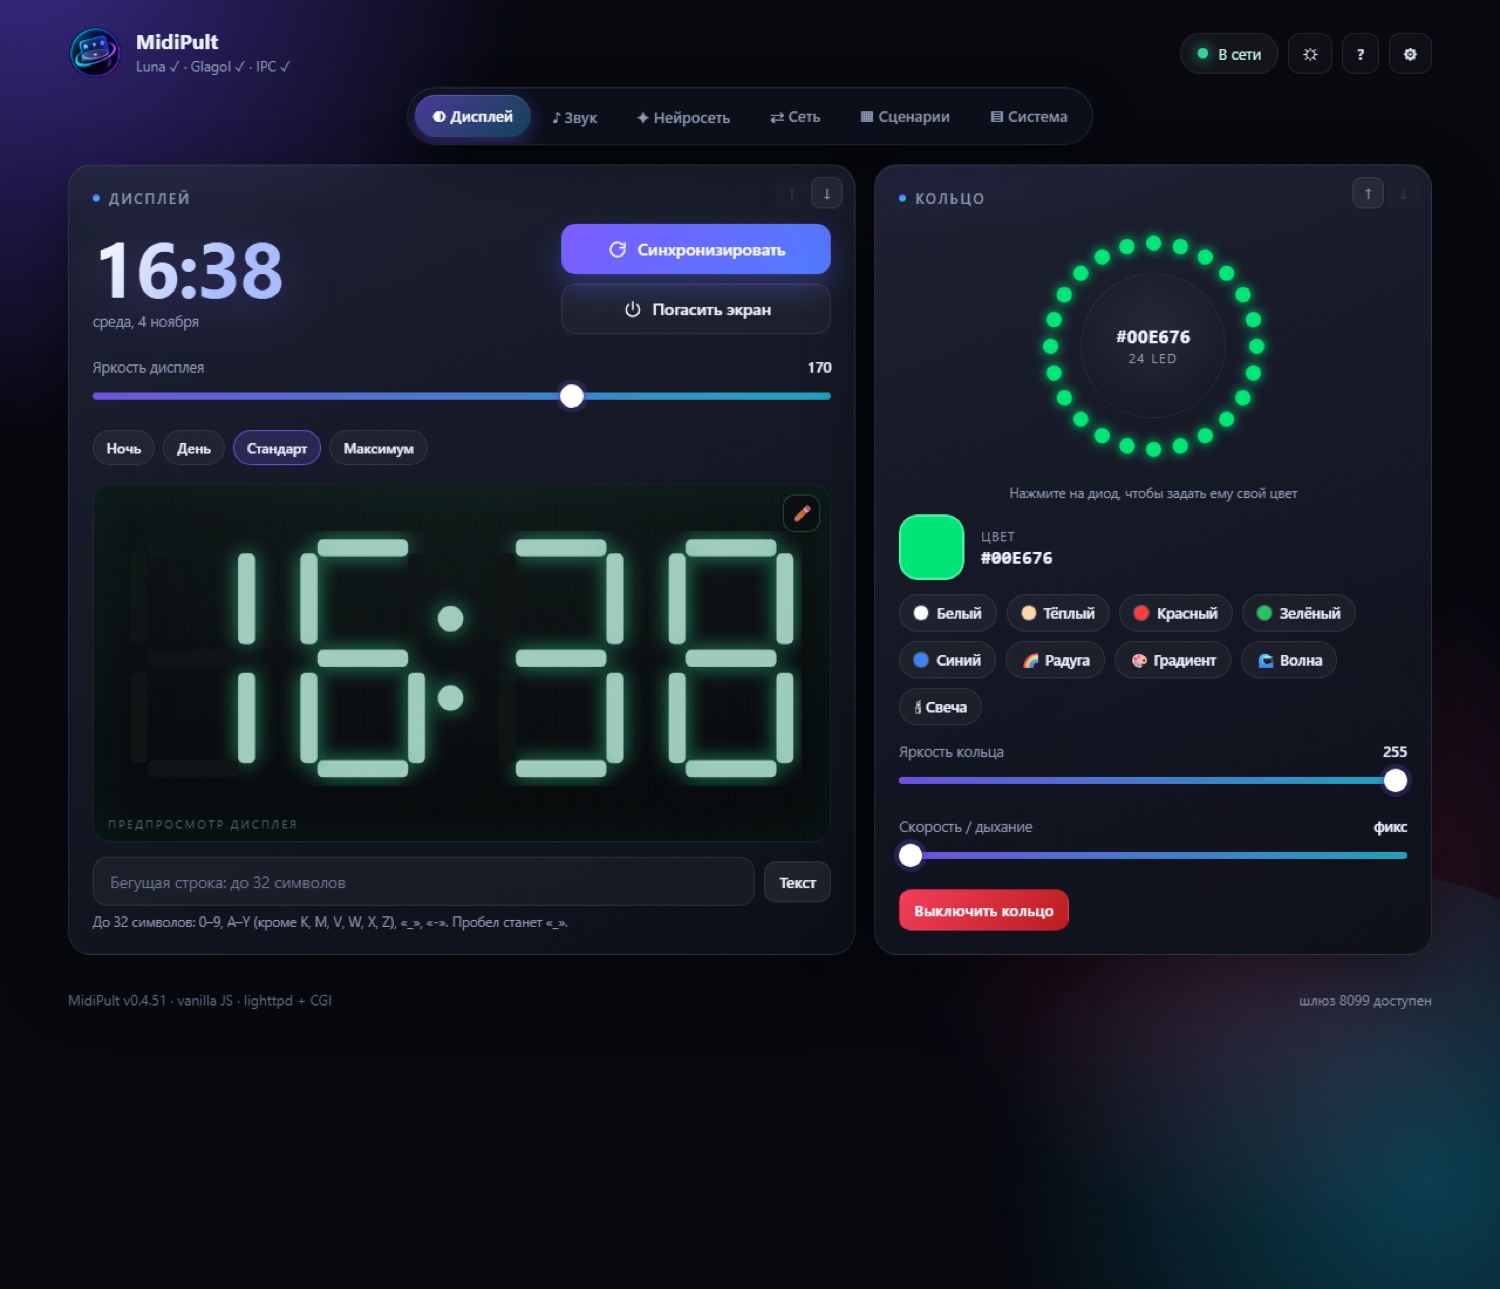 MidiPult
Luna ✓ · Glagol ✓ · IPC ✓
В сети
?
Дисплей
Звук
Нейросеть
Сеть
Сценарии
Система
ДИСПЛЕЙ
↑ ↓
16:38
среда, 4 ноября
Синхронизировать
Погасить экран
Яркость дисплея 170
Ночь День Стандарт Максимум
16:38
ПРЕДПРОСМОТР ДИСПЛЕЯ
Бегущая строка: до 32 символов
Текст
До 32 символов: 0–9, A–Y (кроме K, M, V, W, X, Z), «_», «-». Пробел станет «_».
КОЛЬЦО
↑ ↓
#00E676
24 LED
Нажмите на диод, чтобы задать ему свой цвет
ЦВЕТ
#00E676
Белый Тёплый Красный Зелёный
Синий Радуга Градиент Волна
Свеча
Яркость кольца 255
Скорость / дыхание фикс
Выключить кольцо
MidiPult v0.4.51 · vanilla JS · lighttpd + CGI
шлюз 8099 доступен